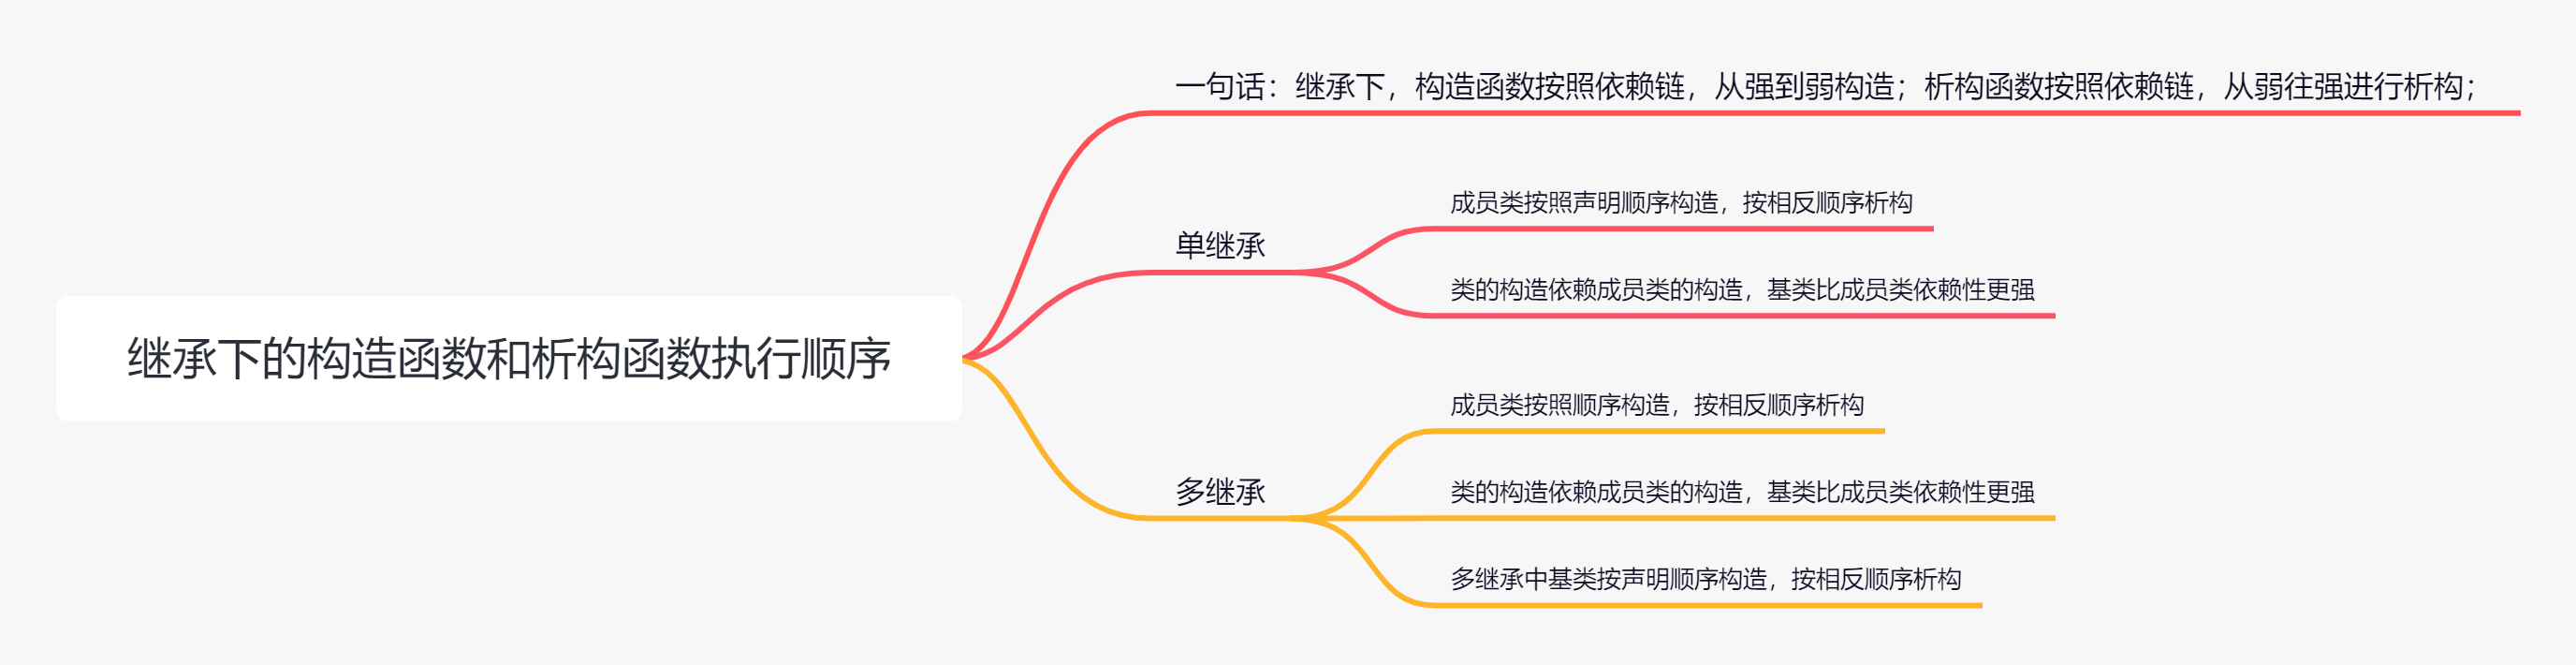 一句话：继承下，构造函数按照依赖链，从强到弱构造；析构函数按照依赖链，从弱往强进行析构；
成员类按照声明顺序构造，按相反顺序析构
单继承
类的构造依赖成员类的构造，基类比成员类依赖性更强
继承下的构造函数和析构函数执行顺序
成员类按照顺序构造，按相反顺序析构
多继承
类的构造依赖成员类的构造，基类比成员类依赖性更强
多继承中基类按声明顺序构造，按相反顺序析构